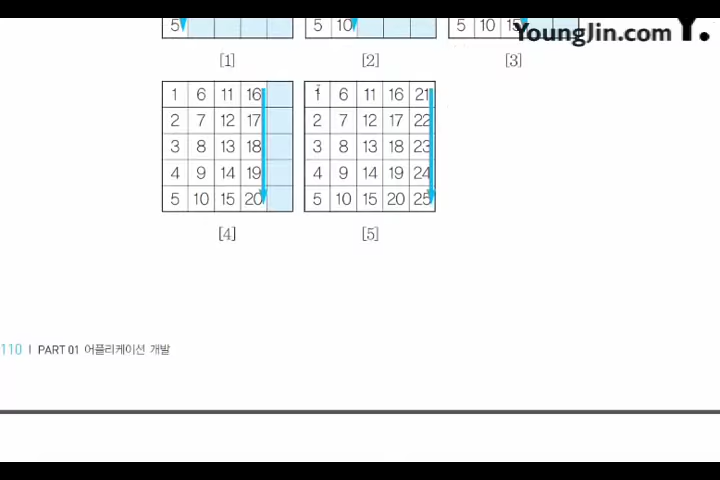 YoungJin.com Y.
5 5 10 5 10 15
[1] [2] [3]
1 6 11 16 1 6 11 16 21
2 7 12 17 2 7 12 17 22
3 8 13 18 3 8 13 18 23
4 9 14 19 4 9 14 19 24
5 10 15 20 5 10 15 20 25
[4] [5]
110 | PART 01 어플리케이션 개발